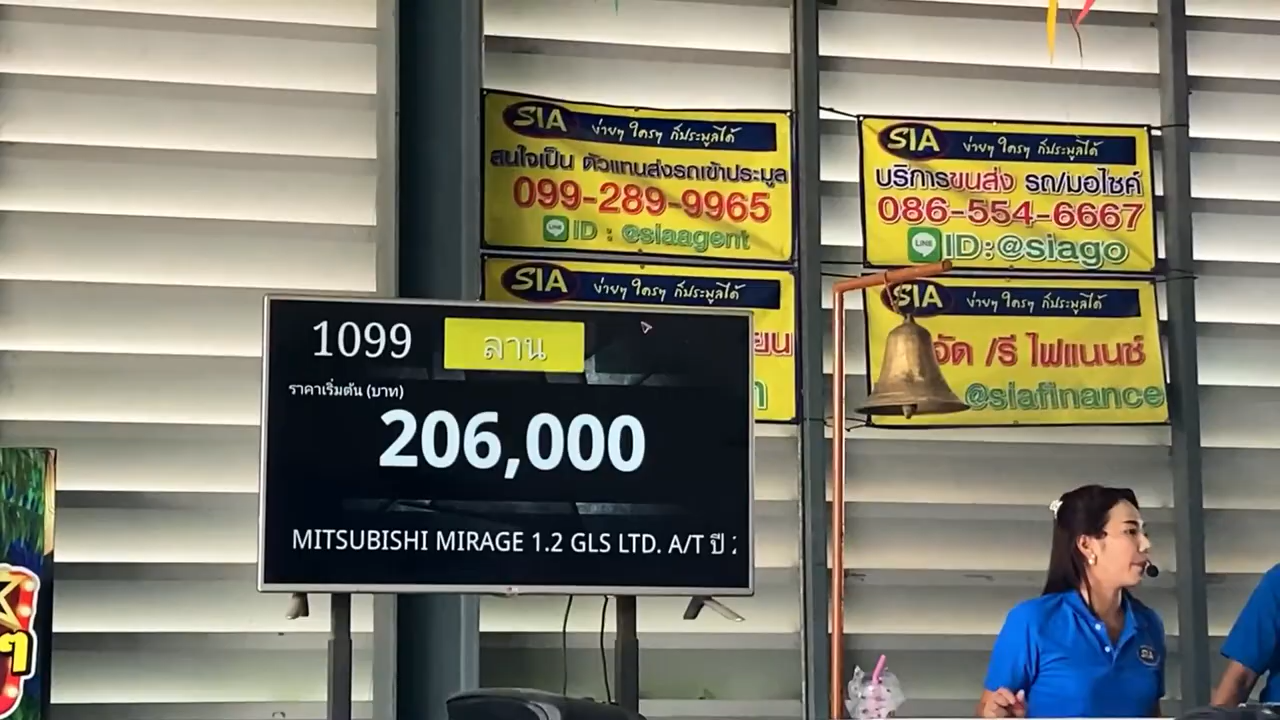 SIA ง่ายๆ ใครๆ ก็ประมูลได้
สนใจเป็น ตัวแทนส่งรถเข้าประมูล
099-289-9965
LINE ID : @siaagent
SIA ง่ายๆ ใครๆ ก็ประมูลได้
บริการขนส่ง รถ/มอไซค์
086-554-6667
LINE ID:@siago
SIA ง่ายๆ ใครๆ ก็ประมูลได้
SIA ง่ายๆ ใครๆ ก็ประมูลได้
จัด /รี ไฟแนนซ์
@siafinance
1099 ลาน
ราคาเริ่มต้น (บาท)
206,000
MITSUBISHI MIRAGE 1.2 GLS LTD. A/T ปี
SIA